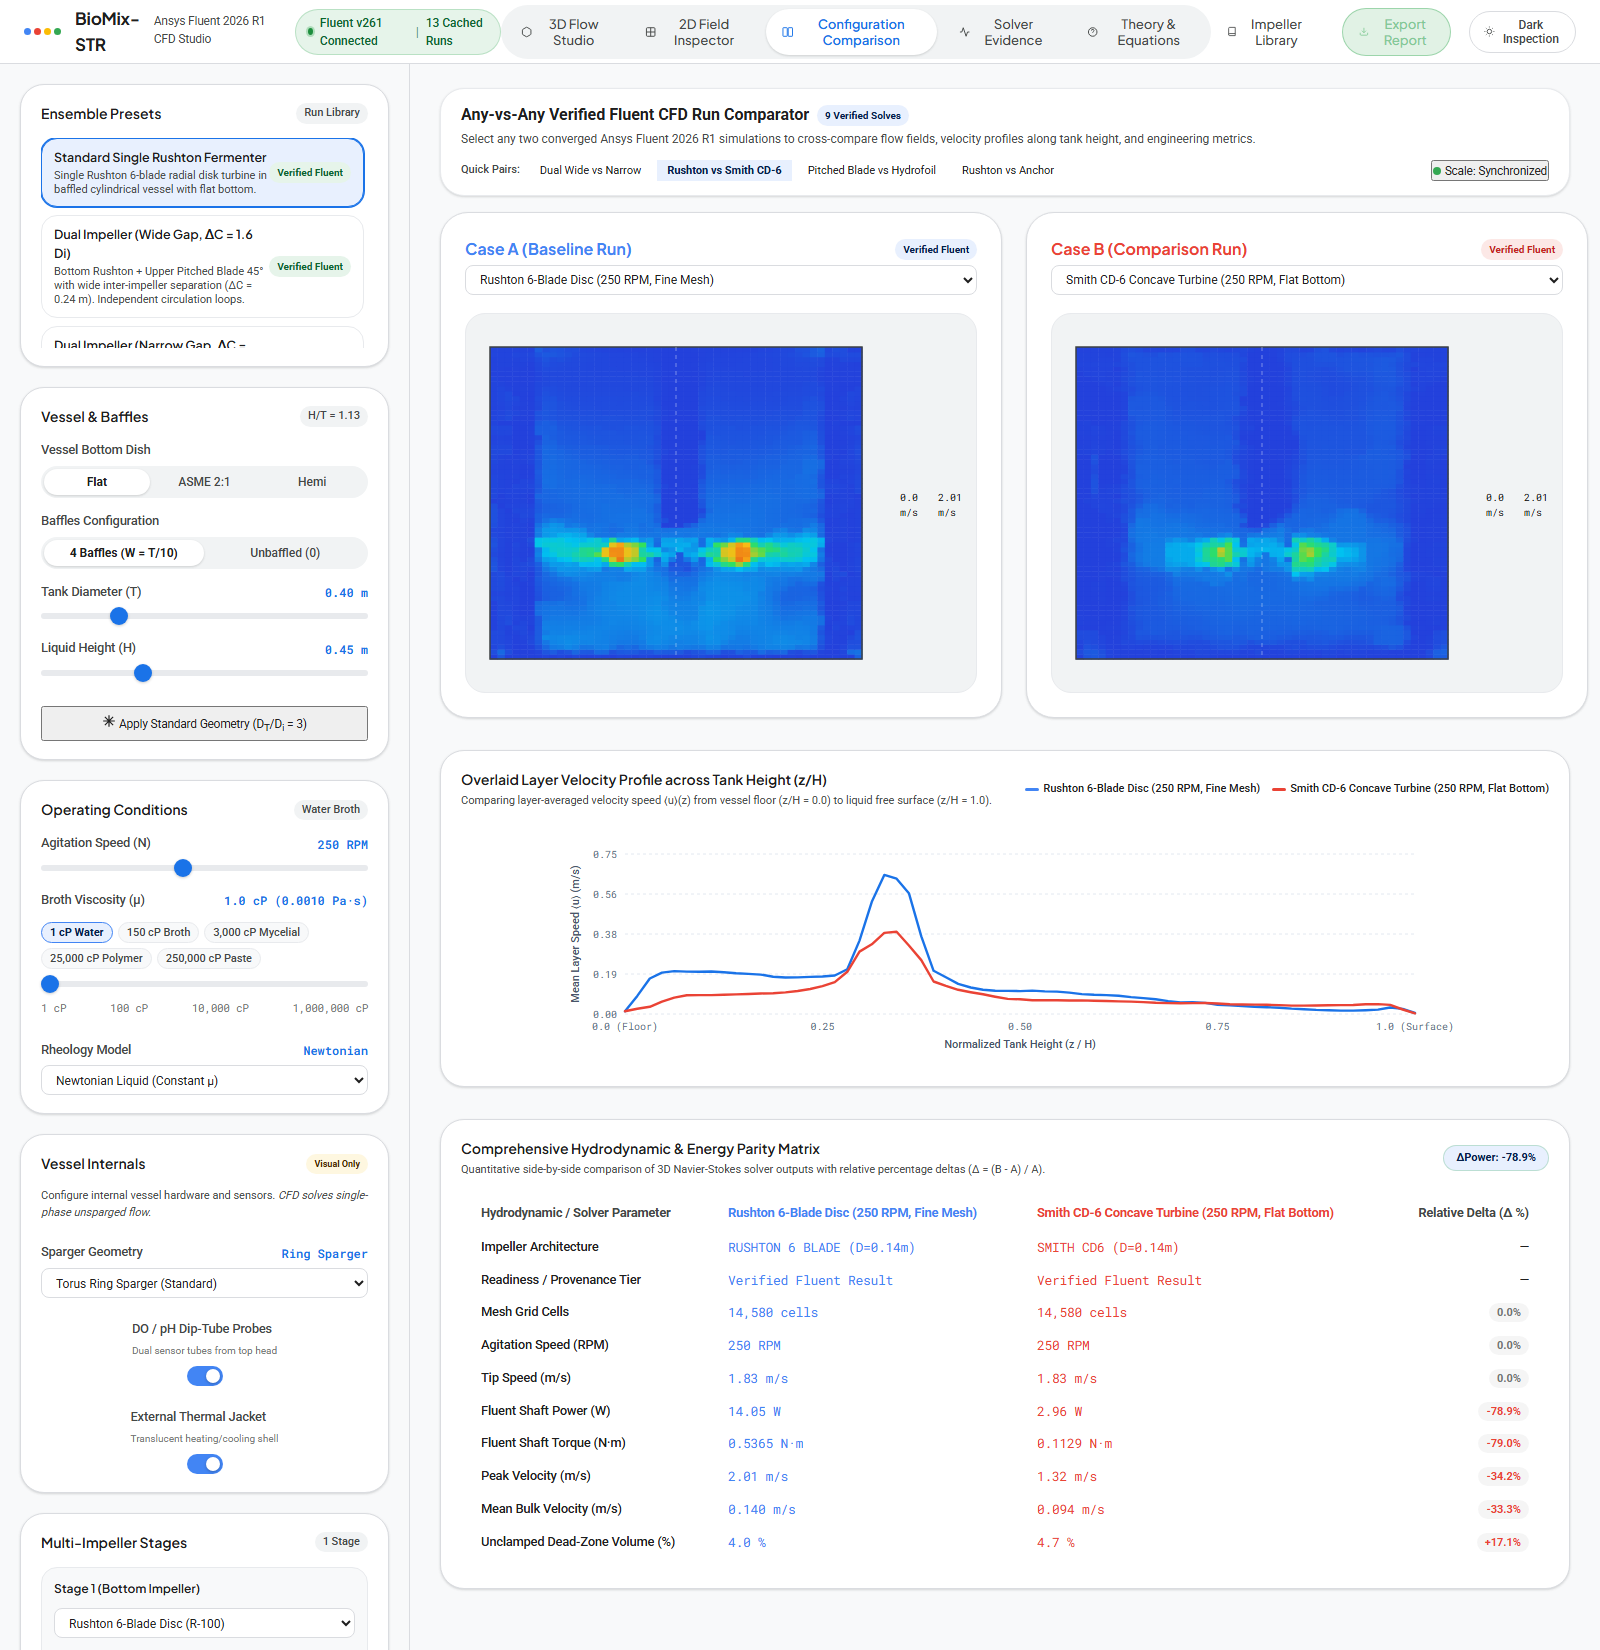 BioMix-STR
Ansys Fluent 2026 R1 CFD Studio
Fluent v261 Connected | 13 Cached Runs
3D Flow Studio
2D Field Inspector
Configuration Comparison
Solver Evidence
Theory & Equations
Impeller Library
Export Report
Dark Inspection
Ensemble Presets
Run Library
Standard Single Rushton Fermenter
Single Rushton 6-blade radial disk turbine in baffled cylindrical vessel with flat bottom.
Verified Fluent
Dual Impeller (Wide Gap, ΔC = 1.6 Di)
Bottom Rushton + Upper Pitched Blade 45° with wide inter-impeller separation (ΔC = 0.24 m). Independent circulation loops.
Verified Fluent
Dual Impeller (Narrow Gap, ΔC =
Vessel & Baffles
H/T = 1.13
Vessel Bottom Dish
Flat ASME 2:1 Hemi
Baffles Configuration
4 Baffles (W = T/10) Unbaffled (0)
Tank Diameter (T) 0.40 m
Liquid Height (H) 0.45 m
Apply Standard Geometry (DT/Di = 3)
Operating Conditions
Water Broth
Agitation Speed (N) 250 RPM
Broth Viscosity (μ) 1.0 cP (0.0010 Pa·s)
1 cP Water 150 cP Broth 3,000 cP Mycelial
25,000 cP Polymer 250,000 cP Paste
1 cP 100 cP 10,000 cP 1,000,000 cP
Rheology Model Newtonian
Newtonian Liquid (Constant μ)
Vessel Internals
Visual Only
Configure internal vessel hardware and sensors. CFD solves single-phase unsparged flow.
Sparger Geometry Ring Sparger
Torus Ring Sparger (Standard)
DO / pH Dip-Tube Probes
Dual sensor tubes from top head
External Thermal Jacket
Translucent heating/cooling shell
Multi-Impeller Stages
1 Stage
Stage 1 (Bottom Impeller)
Rushton 6-Blade Disc (R-100)
Any-vs-Any Verified Fluent CFD Run Comparator
9 Verified Solves
Select any two converged Ansys Fluent 2026 R1 simulations to cross-compare flow fields, velocity profiles along tank height, and engineering metrics.
Quick Pairs: Dual Wide vs Narrow Rushton vs Smith CD-6 Pitched Blade vs Hydrofoil Rushton vs Anchor
Scale: Synchronized
Case A (Baseline Run)
Verified Fluent
Rushton 6-Blade Disc (250 RPM, Fine Mesh)
0.0 m/s 2.01 m/s
Case B (Comparison Run)
Verified Fluent
Smith CD-6 Concave Turbine (250 RPM, Flat Bottom)
0.0 m/s 2.01 m/s
Overlaid Layer Velocity Profile across Tank Height (z/H)
Comparing layer-averaged velocity speed ⟨u⟩(z) from vessel floor (z/H = 0.0) to liquid free surface (z/H = 1.0).
Rushton 6-Blade Disc (250 RPM, Fine Mesh)
Smith CD-6 Concave Turbine (250 RPM, Flat Bottom)
Mean Layer Speed ⟨u⟩ (m/s)
0.75
0.56
0.38
0.19
0.00
0.0 (Floor) 0.25 0.50 0.75 1.0 (Surface)
Normalized Tank Height (z / H)
Comprehensive Hydrodynamic & Energy Parity Matrix
Quantitative side-by-side comparison of 3D Navier-Stokes solver outputs with relative percentage deltas (Δ = (B - A) / A).
ΔPower: -78.9%
Hydrodynamic / Solver Parameter Rushton 6-Blade Disc (250 RPM, Fine Mesh) Smith CD-6 Concave Turbine (250 RPM, Flat Bottom) Relative Delta (Δ %)
Impeller Architecture RUSHTON 6 BLADE (D=0.14m) SMITH CD6 (D=0.14m) —
Readiness / Provenance Tier Verified Fluent Result Verified Fluent Result —
Mesh Grid Cells 14,580 cells 14,580 cells 0.0%
Agitation Speed (RPM) 250 RPM 250 RPM 0.0%
Tip Speed (m/s) 1.83 m/s 1.83 m/s 0.0%
Fluent Shaft Power (W) 14.05 W 2.96 W -78.9%
Fluent Shaft Torque (N·m) 0.5365 N·m 0.1129 N·m -79.0%
Peak Velocity (m/s) 2.01 m/s 1.32 m/s -34.2%
Mean Bulk Velocity (m/s) 0.140 m/s 0.094 m/s -33.3%
Unclamped Dead-Zone Volume (%) 4.0 % 4.7 % +17.1%